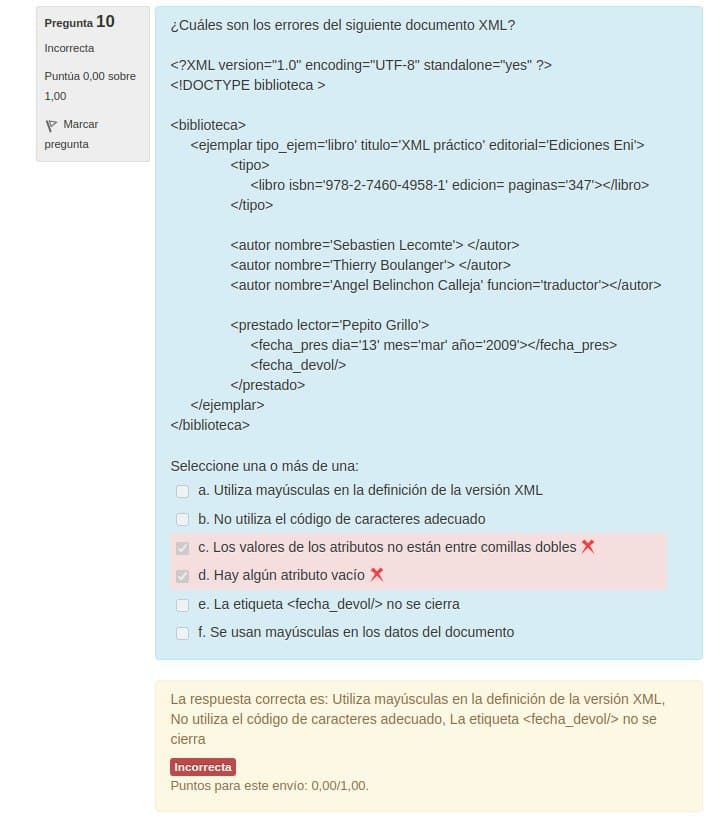 Pregunta 10
Incorrecta
Puntúa 0,00 sobre
1,00
Marcar
pregunta
¿Cuáles son los errores del siguiente documento XML?
<?XML version="1.0" encoding="UTF-8" standalone="yes" ?>
<!DOCTYPE biblioteca >
<biblioteca>
<ejemplar tipo_ejem='libro' titulo='XML práctico' editorial='Ediciones Eni'>
<tipo>
<libro isbn='978-2-7460-4958-1' edicion= paginas='347'></libro>
</tipo>
<autor nombre='Sebastien Lecomte'> </autor>
<autor nombre='Thierry Boulanger'> </autor>
<autor nombre='Angel Belinchon Calleja' funcion='traductor'></autor>
<prestado lector='Pepito Grillo'>
<fecha_pres dia='13' mes='mar' año='2009'></fecha_pres>
<fecha_devol/>
</prestado>
</ejemplar>
</biblioteca>
Seleccione una o más de una:
a. Utiliza mayúsculas en la definición de la versión XML
b. No utiliza el código de caracteres adecuado
c. Los valores de los atributos no están entre comillas dobles
d. Hay algún atributo vacío
e. La etiqueta <fecha_devol/> no se cierra
f. Se usan mayúsculas en los datos del documento
La respuesta correcta es: Utiliza mayúsculas en la definición de la versión XML,
No utiliza el código de caracteres adecuado, La etiqueta <fecha_devol/> no se
cierra
Incorrecta
Puntos para este envío: 0,00/1,00.